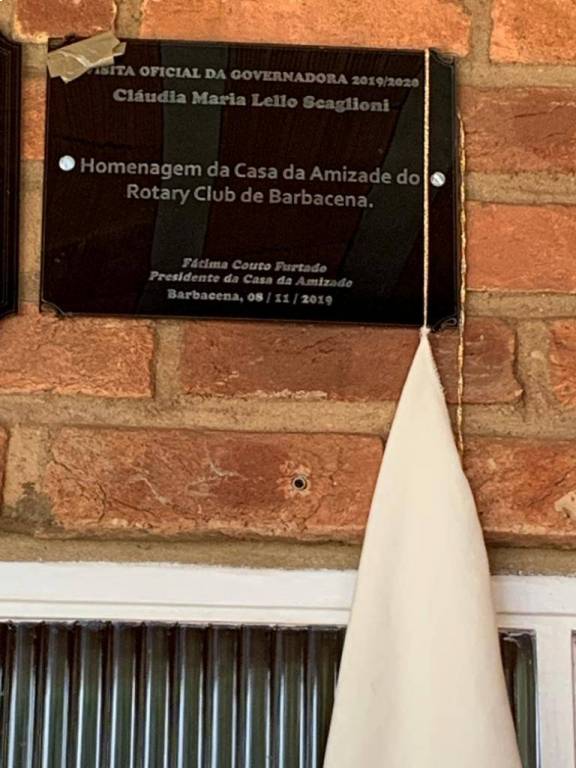 VISITA OFICIAL DA GOVERNADORA 2019/2020
Cláudia Maria Lello Scaglioni
Homenagem da Casa da Amizade do
Rotary Club de Barbacena.
Fátima Couto Furtado
Presidente da Casa da Amizade
Barbacena, 08 / 11 / 2019